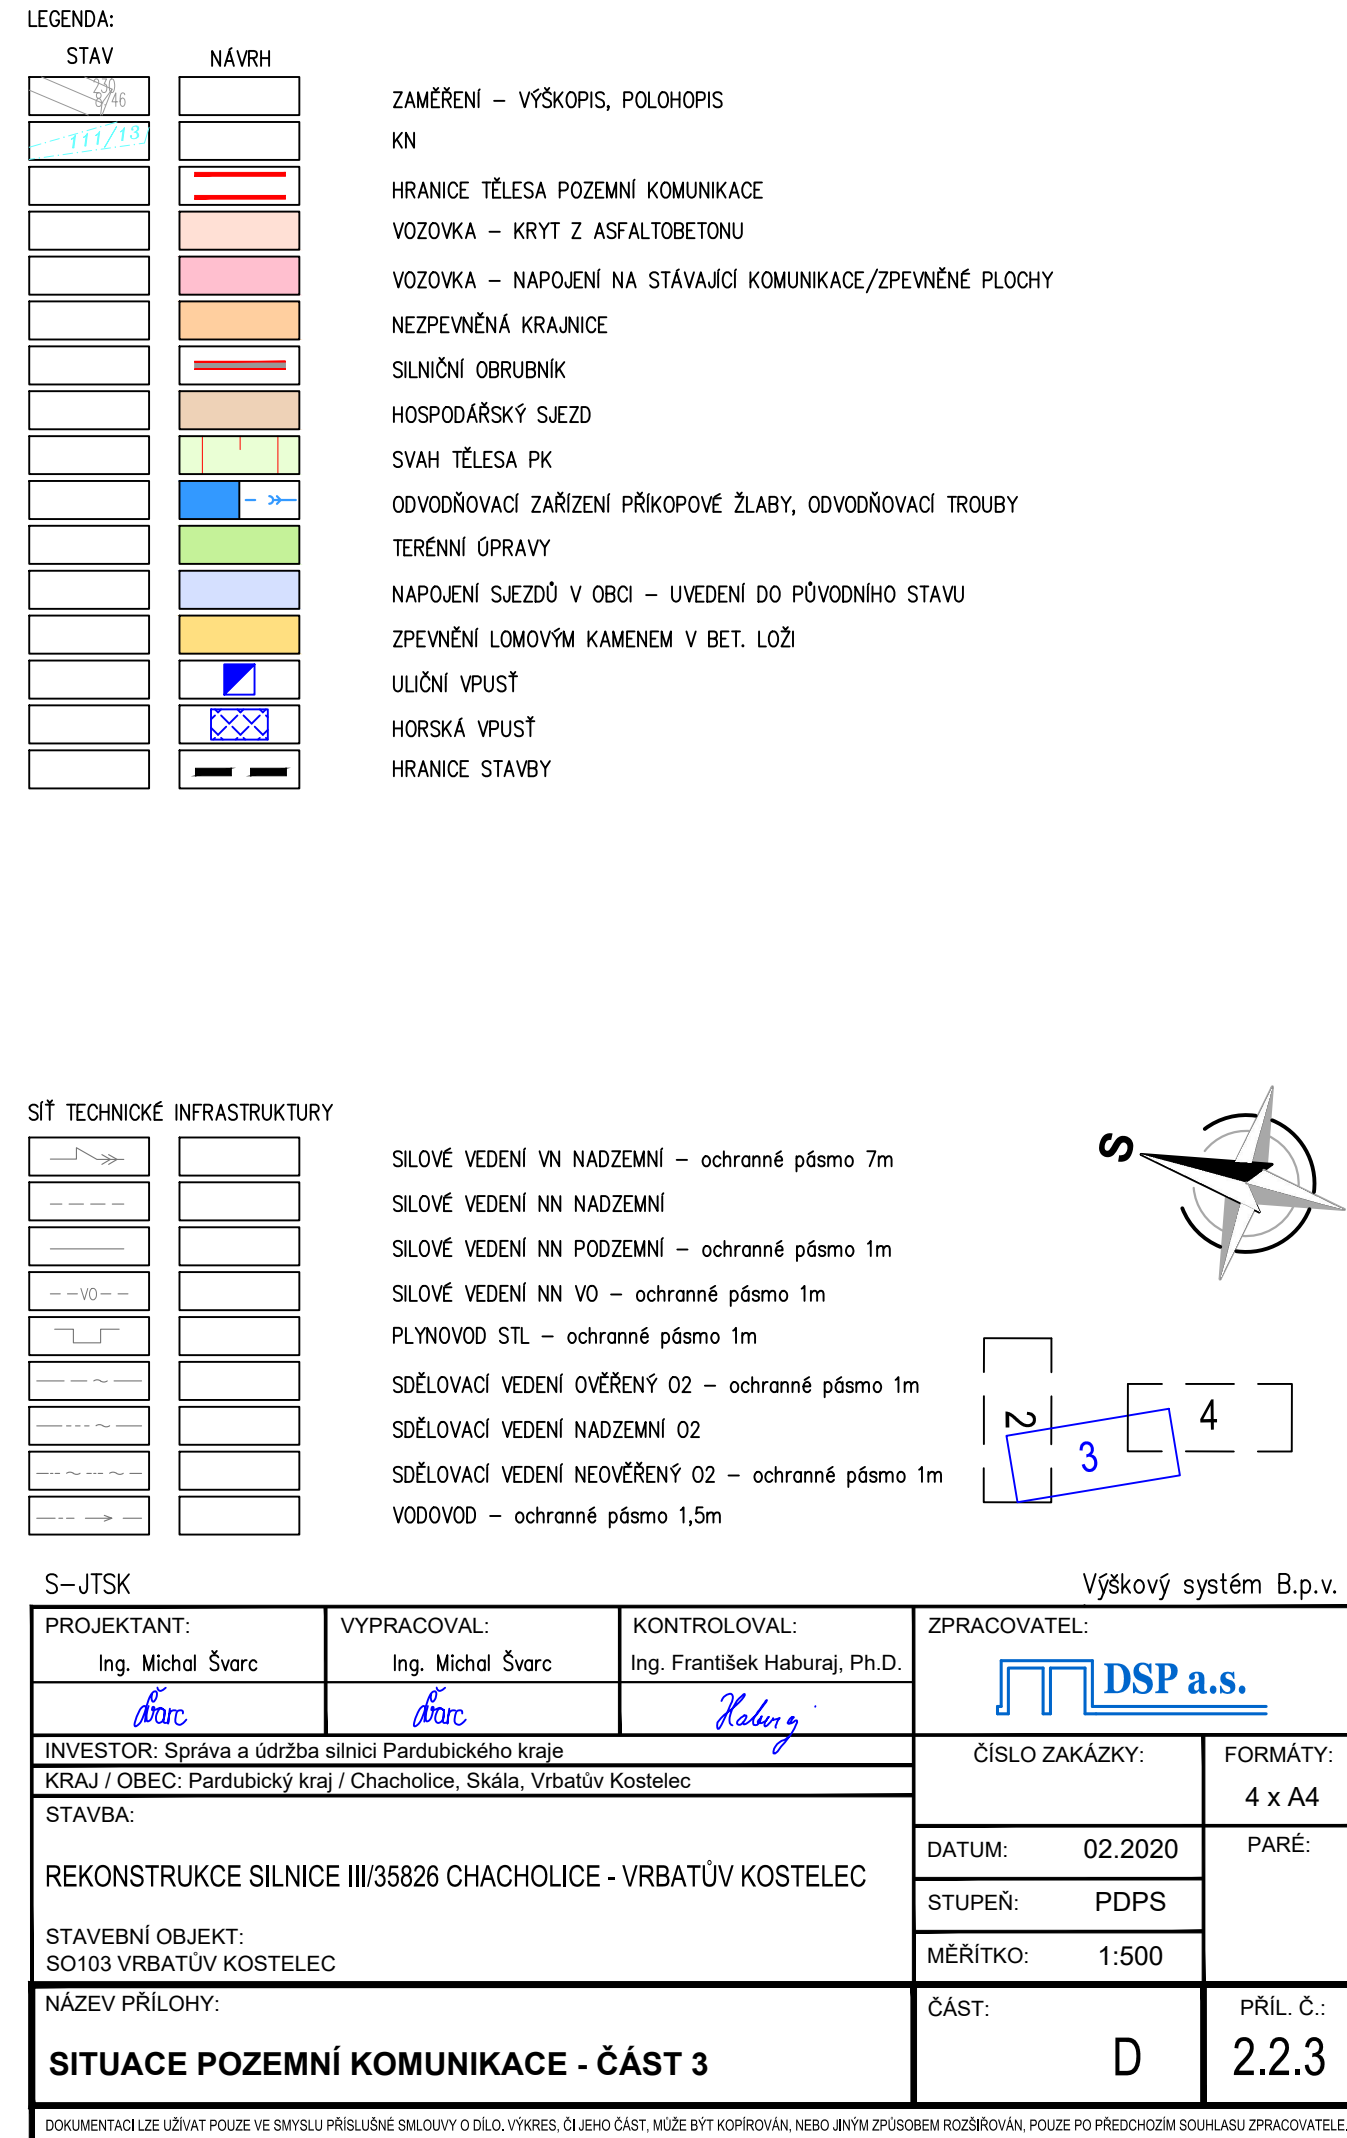 LEGENDA:
STAV NÁVRH
230
8/46
ZAMĚŘENÍ – VÝŠKOPIS, POLOHOPIS
111/13
KN
HRANICE TĚLESA POZEMNÍ KOMUNIKACE
VOZOVKA – KRYT Z ASFALTOBETONU
VOZOVKA – NAPOJENÍ NA STÁVAJÍCÍ KOMUNIKACE/ZPEVNĚNÉ PLOCHY
NEZPEVNĚNÁ KRAJNICE
SILNIČNÍ OBRUBNÍK
HOSPODÁŘSKÝ SJEZD
SVAH TĚLESA PK
ODVODŇOVACÍ ZAŘÍZENÍ PŘÍKOPOVÉ ŽLABY, ODVODŇOVACÍ TROUBY
TERÉNNÍ ÚPRAVY
NAPOJENÍ SJEZDŮ V OBCI – UVEDENÍ DO PŮVODNÍHO STAVU
ZPEVNĚNÍ LOMOVÝM KAMENEM V BET. LOŽI
ULIČNÍ VPUSŤ
HORSKÁ VPUSŤ
HRANICE STAVBY
SÍŤ TECHNICKÉ INFRASTRUKTURY
SILOVÉ VEDENÍ VN NADZEMNÍ – ochranné pásmo 7m
SILOVÉ VEDENÍ NN NADZEMNÍ
SILOVÉ VEDENÍ NN PODZEMNÍ – ochranné pásmo 1m
VO
SILOVÉ VEDENÍ NN VO – ochranné pásmo 1m
PLYNOVOD STL – ochranné pásmo 1m
SDĚLOVACÍ VEDENÍ OVĚŘENÝ O2 – ochranné pásmo 1m
SDĚLOVACÍ VEDENÍ NADZEMNÍ O2
SDĚLOVACÍ VEDENÍ NEOVĚŘENÝ O2 – ochranné pásmo 1m
VODOVOD – ochranné pásmo 1,5m
S
2
3
4
S-JTSK
Výškový systém B.p.v.
PROJEKTANT: VYPRACOVAL: KONTROLOVAL: ZPRACOVATEL:
Ing. Michal Švarc Ing. Michal Švarc Ing. František Haburaj, Ph.D.
DSP a.s.
Švarc Švarc Haburaj
INVESTOR: Správa a údržba silnici Pardubického kraje
KRAJ / OBEC: Pardubický kraj / Chacholice, Skála, Vrbatův Kostelec
ČÍSLO ZAKÁZKY: FORMÁTY:
4 x A4
STAVBA:
REKONSTRUKCE SILNICE III/35826 CHACHOLICE - VRBATŮV KOSTELEC
DATUM: 02.2020 PARÉ:
STUPEŇ: PDPS
STAVEBNÍ OBJEKT:
SO103 VRBATŮV KOSTELEC
MĚŘÍTKO: 1:500
NÁZEV PŘÍLOHY:
ČÁST: PŘÍL. Č.:
SITUACE POZEMNÍ KOMUNIKACE - ČÁST 3
D 2.2.3
DOKUMENTACI LZE UŽÍVAT POUZE VE SMYSLU PŘÍSLUŠNÉ SMLOUVY O DÍLO. VÝKRES, ČI JEHO ČÁST, MŮŽE BÝT KOPÍROVÁN, NEBO JINÝM ZPŮSOBEM ROZŠIŘOVÁN, POUZE PO PŘEDCHOZÍM SOUHLASU ZPRACOVATELE.